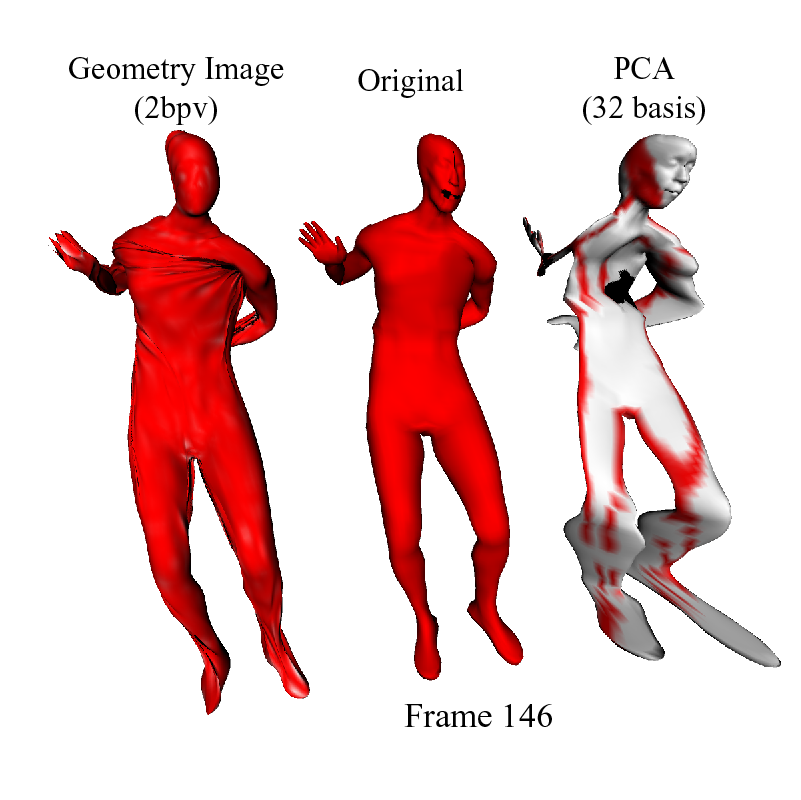 Geometry Image
(2bpv)
Original
PCA
(32 basis)
Frame 146